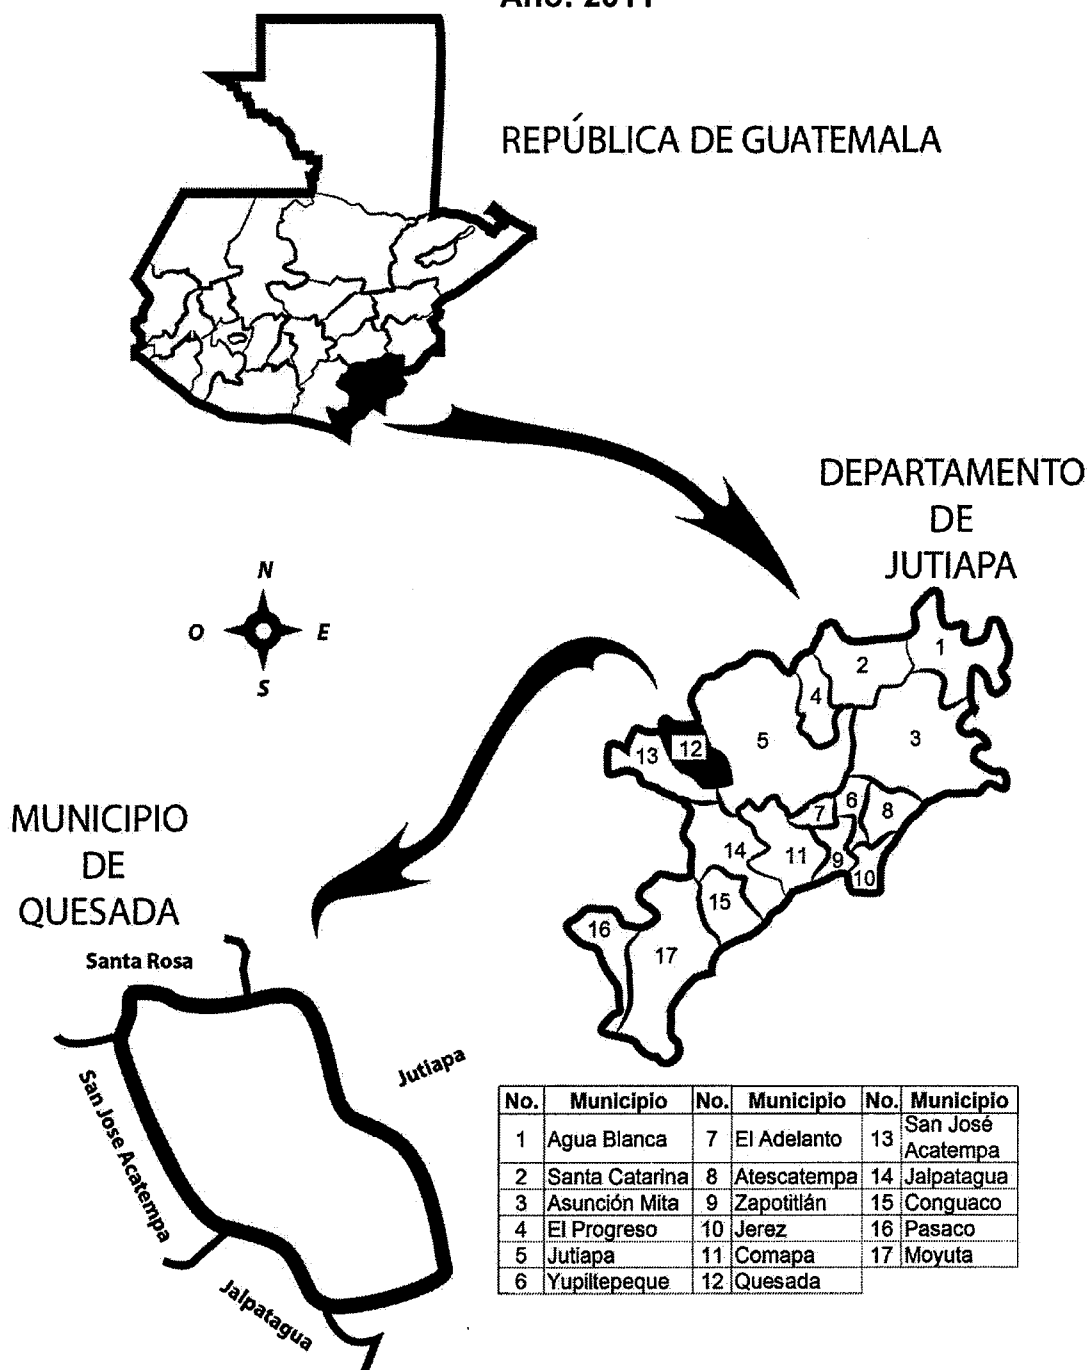 Año: 2011
REPÚBLICA DE GUATEMALA
DEPARTAMENTO
DE
JUTIAPA
N
O
E
S
1
2
3
4
5
12
13
6
7
8
9
10
11
14
15
16
17
MUNICIPIO
DE
QUESADA
Santa Rosa
Jutiapa
San Jose Acatempa
Jalpatagua
No. Municipio No. Municipio No. Municipio
1 Agua Blanca 7 El Adelanto 13 San José Acatempa
2 Santa Catarina 8 Atescatempa 14 Jalpatagua
3 Asunción Mita 9 Zapotitlán 15 Conguaco
4 El Progreso 10 Jerez 16 Pasaco
5 Jutiapa 11 Comapa 17 Moyuta
6 Yupiltepeque 12 Quesada